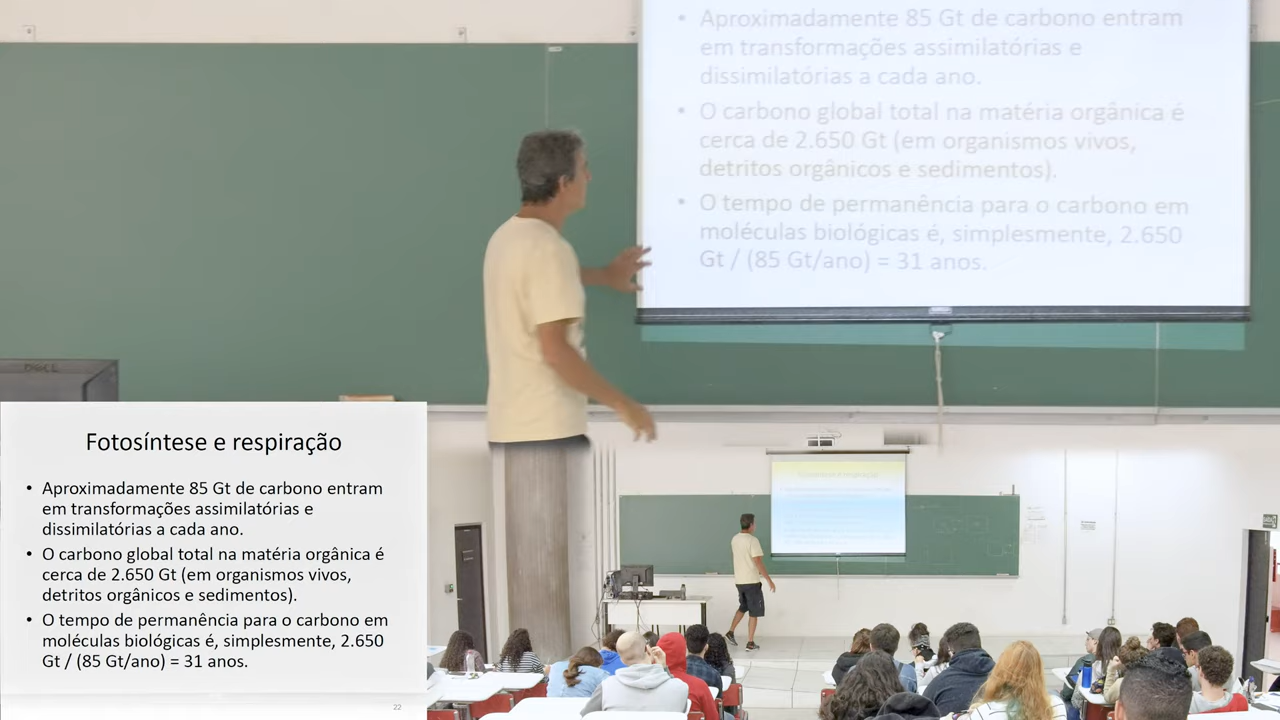 Aproximadamente 85 Gt de carbono entram
em transformações assimilatórias e
dissimilatórias a cada ano.
O carbono global total na matéria orgânica é
cerca de 2.650 Gt (em organismos vivos,
detritos orgânicos e sedimentos).
O tempo de permanência para o carbono em
moléculas biológicas é, simplesmente, 2.650
Gt / (85 Gt/ano) = 31 anos.
Fotosíntese e respiração
• Aproximadamente 85 Gt de carbono entram
em transformações assimilatórias e
dissimilatórias a cada ano.
• O carbono global total na matéria orgânica é
cerca de 2.650 Gt (em organismos vivos,
detritos orgânicos e sedimentos).
• O tempo de permanência para o carbono em
moléculas biológicas é, simplesmente, 2.650
Gt / (85 Gt/ano) = 31 anos.
22